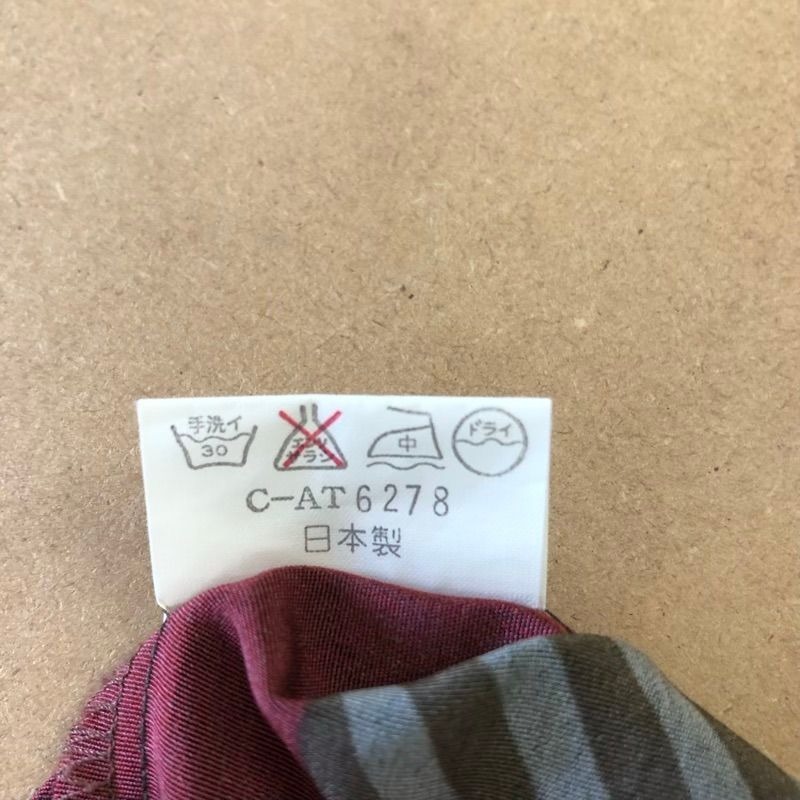 手洗イ
30
エンソ
サラシ
中
ドライ
C-AT6278
日本製